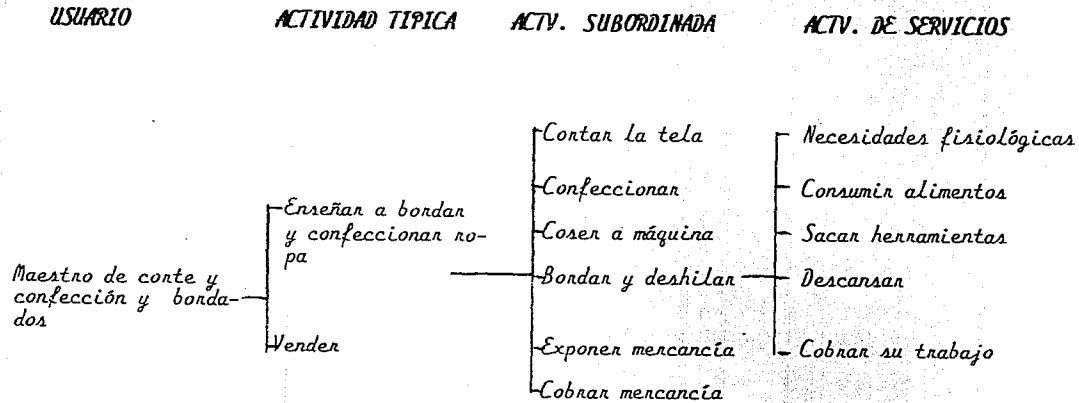 USUARIO ACTIVIDAD TIPICA ACTV. SUBORDINADA ACTV. DE SERVICIOS
Maestro de corte y
confección y borda-
dos
Enseñar a bordar
y confeccionar ro-
pa
Vender
Cortar la tela
Confeccionar
Coser a máquina
Bordar y deshilar
Exponer mercancía
Cobrar mercancía
Necesidades fisiológicas
Consumir alimentos
Sacar herramientas
Descansar
Cobrar su trabajo